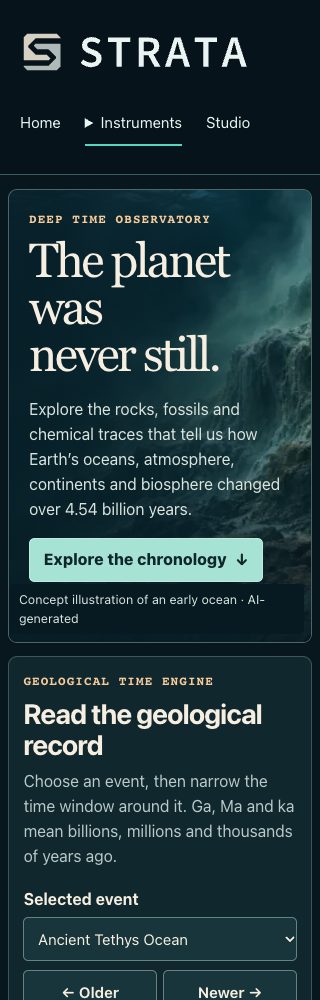 STRATA
Home
Instruments
Studio
DEEP TIME OBSERVATORY
The planet
was
never still.
Explore the rocks, fossils and
chemical traces that tell us how
Earth’s oceans, atmosphere,
continents and biosphere changed
over 4.54 billion years.
Explore the chronology ↓
Concept illustration of an early ocean · AI-
generated
GEOLOGICAL TIME ENGINE
Read the geological
record
Choose an event, then narrow the
time window around it. Ga, Ma and ka
mean billions, millions and thousands
of years ago.
Selected event
Ancient Tethys Ocean
← Older
Newer →